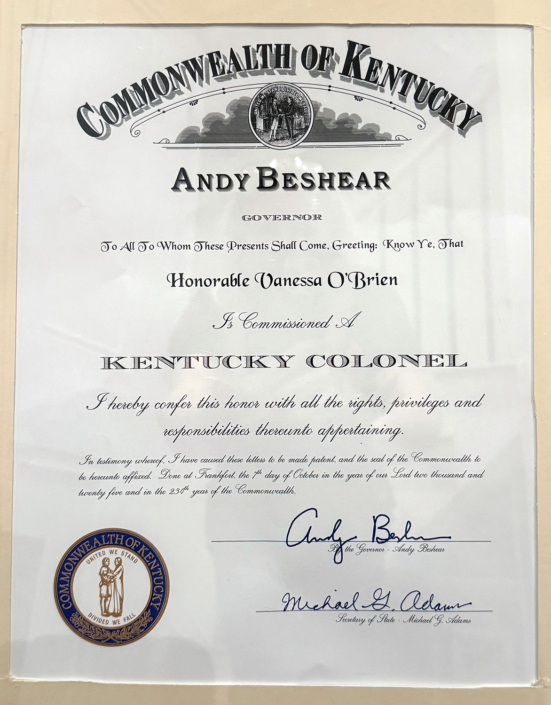 COMMONWEALTH OF KENTUCKY
ANDY BESHEAR
GOVERNOR
To All To Whom These Presents Shall Come, Greeting: Know Ye, That
Honorable Vanessa O'Brien
Is Commissioned A
KENTUCKY COLONEL
I hereby confer this honor with all the rights, privileges and
responsibilities thereunto appertaining.
In testimony whereof, I have caused these letters to be made patent, and the seal of the Commonwealth to
be hereunto affixed. Done at Frankfort, the 7th day of October in the year of our Lord two thousand and
twenty five and in the 234th year of the Commonwealth.
Andy Beshear
By the Governor - Andy Beshear
Michael G. Adams
Secretary of State - Michael G. Adams
COMMONWEALTH OF KENTUCKY
UNITED WE STAND
DIVIDED WE FALL